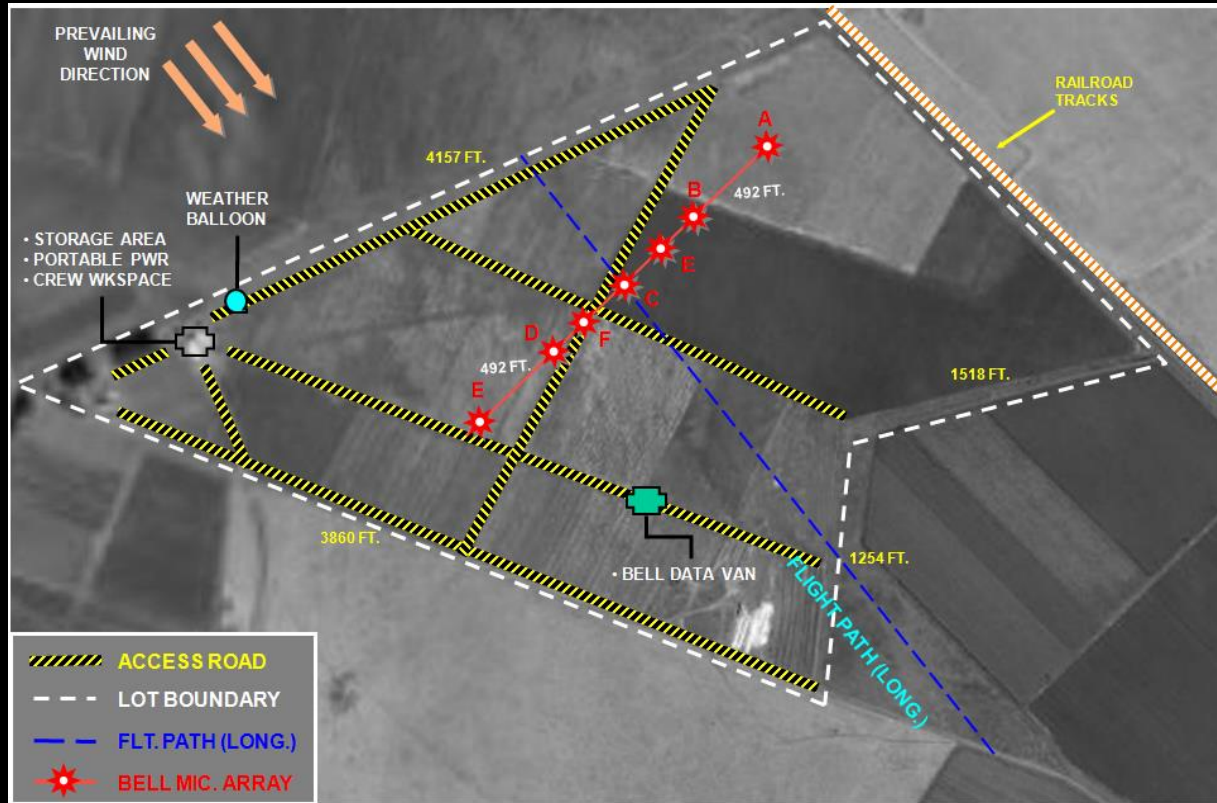 PREVAILING
WIND
DIRECTION
RAILROAD
TRACKS
A
4157 FT.
492 FT.
WEATHER
BALLOON
B
• STORAGE AREA
• PORTABLE PWR
• CREW WKSPACE
E
C
F
D
492 FT.
E
1518 FT.
3860 FT.
1254 FT.
• BELL DATA VAN
FLIGHT PATH (LONG.)
ACCESS ROAD
LOT BOUNDARY
FLT. PATH (LONG.)
BELL MIC. ARRAY